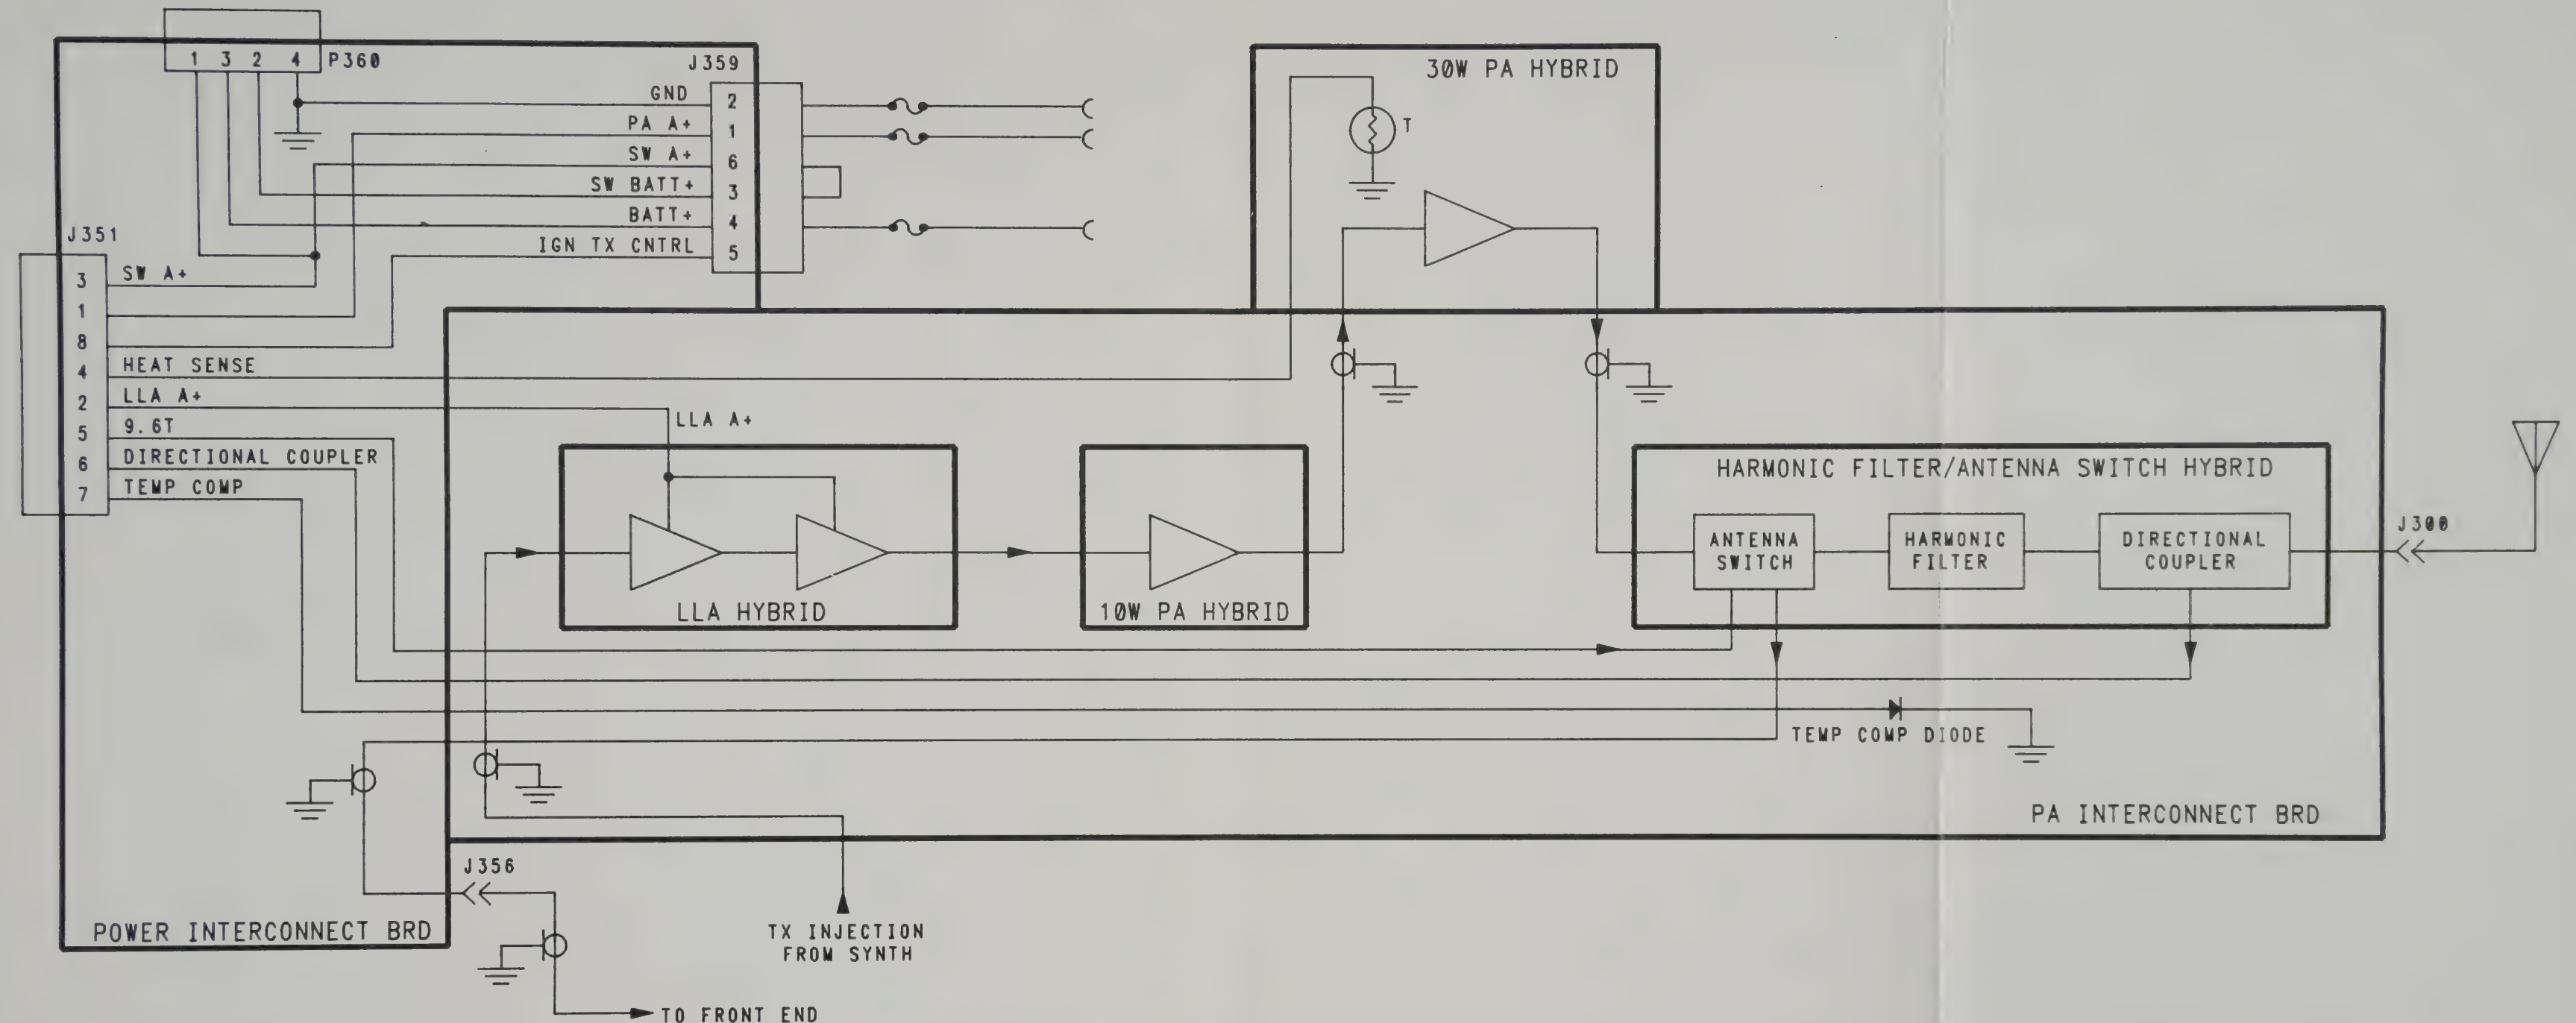 1 3 2 4 P360
J359
GND 2
PA A+ 1
SW A+ 6
SW BATT+ 3
BATT+ 4
IGN TX CNTRL 5
J351
3 SW A+
1
8
4 HEAT SENSE
2 LLA A+
5 9.6T
6 DIRECTIONAL COUPLER
7 TEMP COMP
30W PA HYBRID
T
LLA A+
LLA HYBRID
10W PA HYBRID
HARMONIC FILTER/ANTENNA SWITCH HYBRID
ANTENNA
SWITCH
HARMONIC
FILTER
DIRECTIONAL
COUPLER
J300
TEMP COMP DIODE
PA INTERCONNECT BRD
J356
POWER INTERCONNECT BRD
TX INJECTION
FROM SYNTH
TO FRONT END